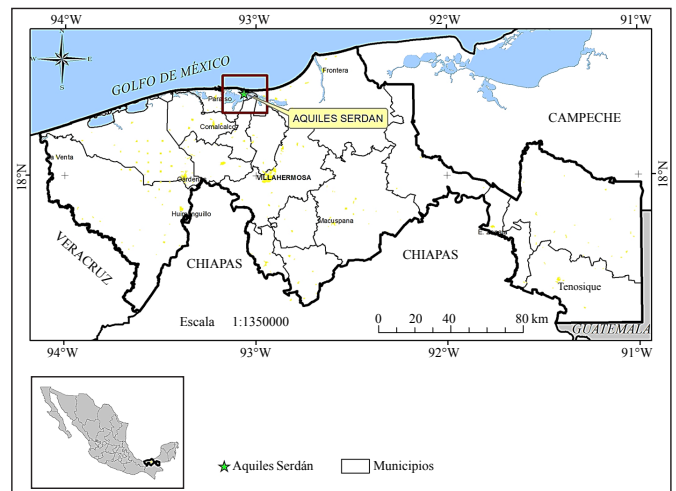 94°W 93°W 92°W 91°W
N
W E
S
GOLFO DE MÉXICO
Frontera
Paraíso
AQUILES SERDAN
CAMPECHE
Comalcalco
a Venta
18°N
18°N
Cárdenas
VILLAHERMOSA
Huimanguillo
Macuspana
VERACRUZ
CHIAPAS
CHIAPAS
Tenosique
Escala 1:1350000
0 20 40 80 km
GUATEMALA
94°W 93°W 92°W 91°W
Aquiles Serdán
Municipios